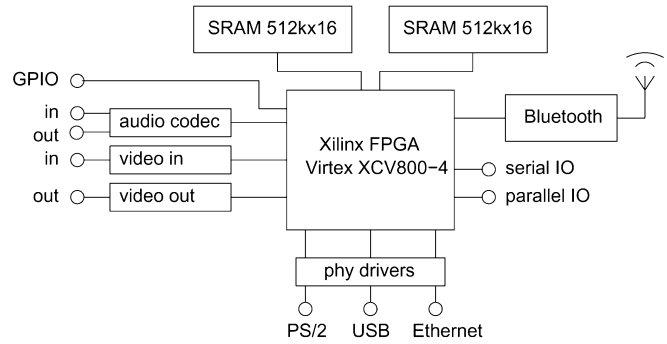 SRAM 512kx16
SRAM 512kx16
GPIO
in
out
audio codec
in
video in
out
video out
Xilinx FPGA
Virtex XCV800−4
Bluetooth
serial IO
parallel IO
phy drivers
PS/2
USB
Ethernet